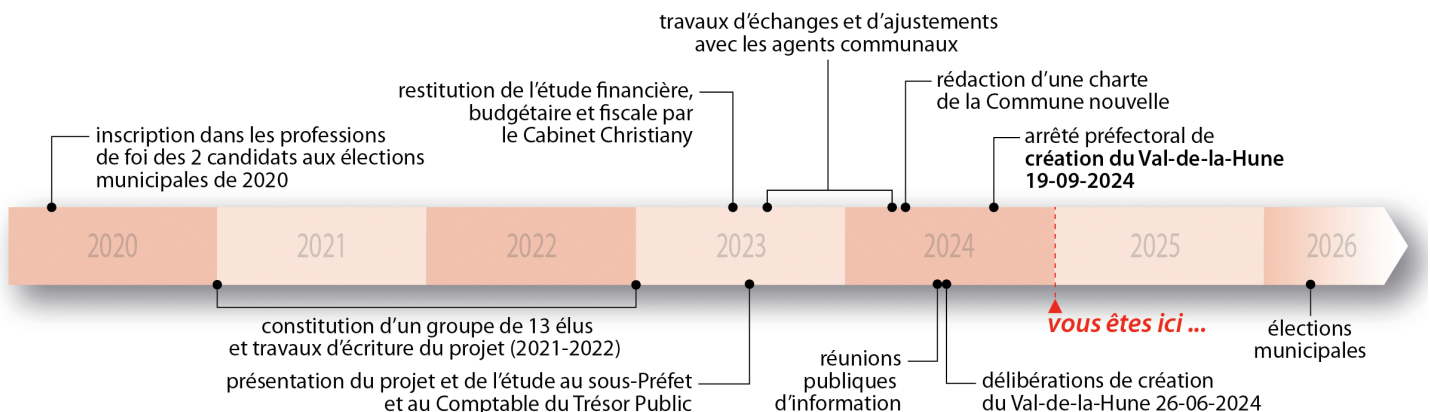 travaux d’échanges et d’ajustements
avec les agents communaux
restitution de l’étude financière,
budgétaire et fiscale par
le Cabinet Christiany
rédaction d’une charte
de la Commune nouvelle
inscription dans les professions
de foi des 2 candidats aux élections
municipales de 2020
arrêté préfectoral de
création du Val-de-la-Hune
19-09-2024
2020
2021
2022
2023
2024
2025
2026
constitution d’un groupe de 13 élus
et travaux d’écriture du projet (2021-2022)
présentation du projet et de l’étude au sous-Préfet
et au Comptable du Trésor Public
réunions
publiques
d’information
délibérations de création
du Val-de-la-Hune 26-06-2024
vous êtes ici ...
élections
municipales